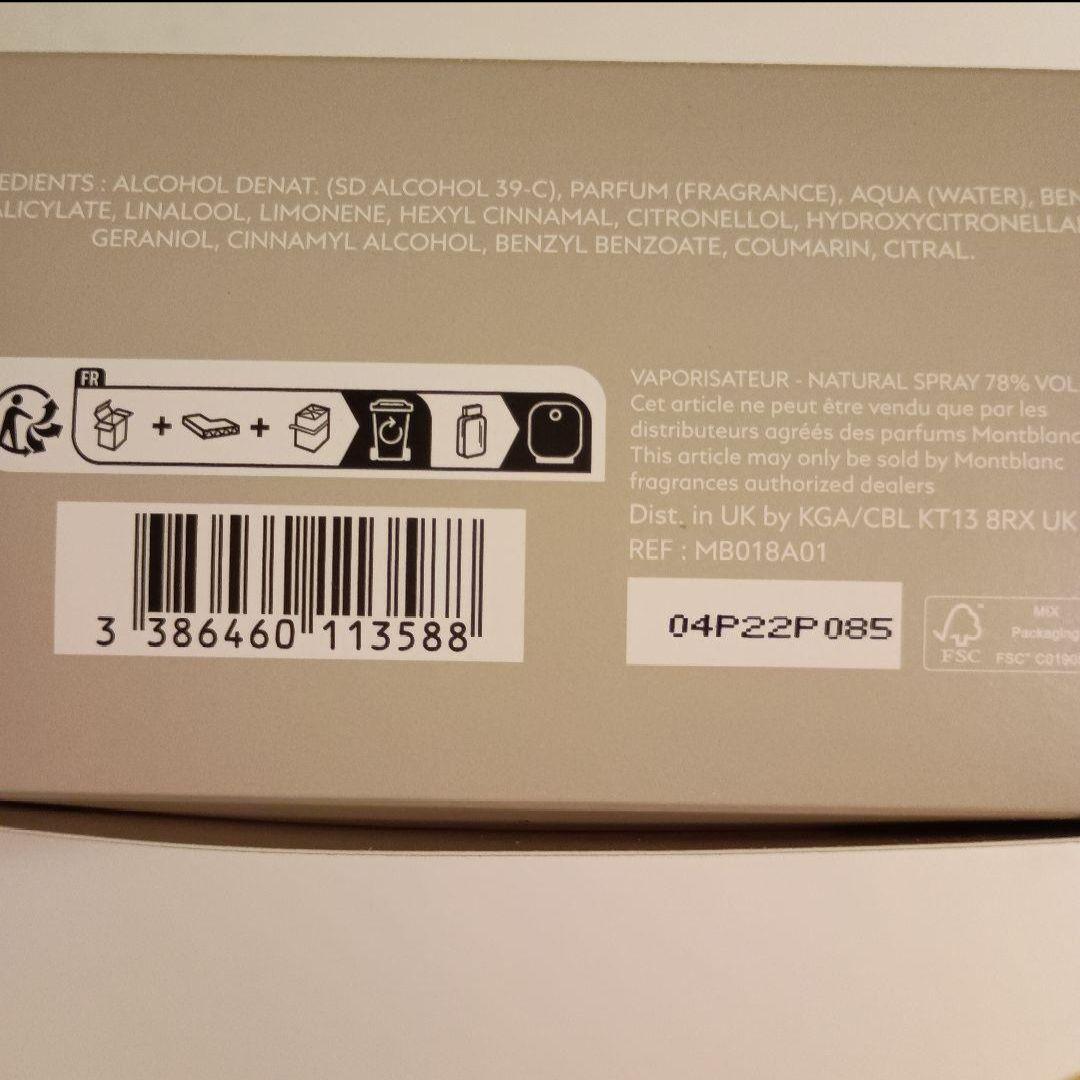 EDIENTS : ALCOHOL DENAT. (SD ALCOHOL 39-C), PARFUM (FRAGRANCE), AQUA (WATER), BEN
ALICYLATE, LINALOOL, LIMONENE, HEXYL CINNAMAL, CITRONELLOL, HYDROXYCITRONELLA
GERANIOL, CINNAMYL ALCOHOL, BENZYL BENZOATE, COUMARIN, CITRAL.
FR
VAPORISATEUR - NATURAL SPRAY 78% VOL
Cet article ne peut être vendu que par les
distributeurs agréés des parfums Montblanc
This article may only be sold by Montblanc
fragrances authorized dealers
Dist. in UK by KGA/CBL KT13 8RX UK
REF : MB018A01
3 386460 113588
04P22P085
MIX
Packaging
FSC
FSC™